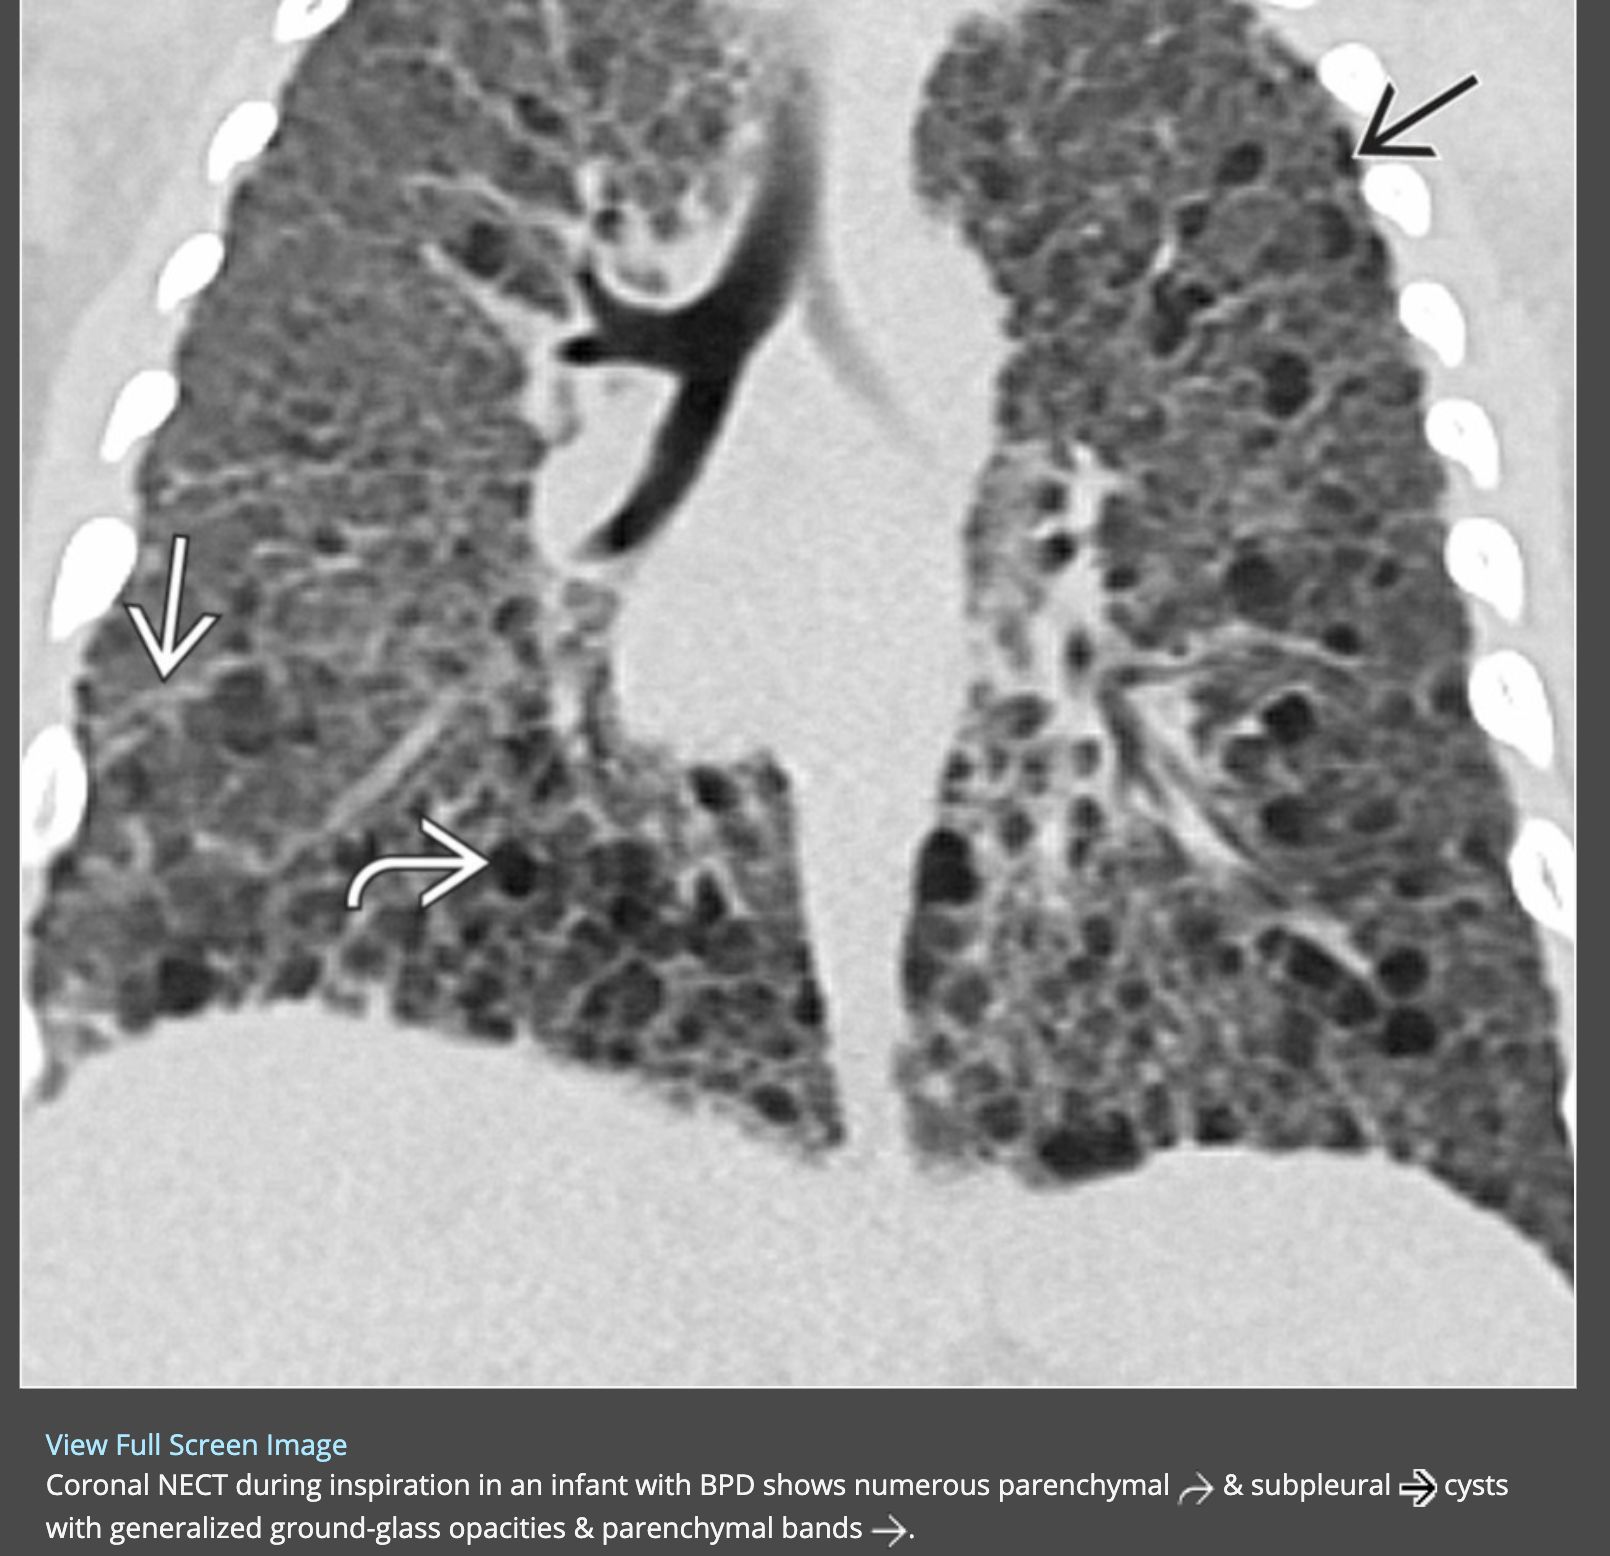 View Full Screen Image
Coronal NECT during inspiration in an infant with BPD shows numerous parenchymal & subpleural cysts
with generalized ground-glass opacities & parenchymal bands .